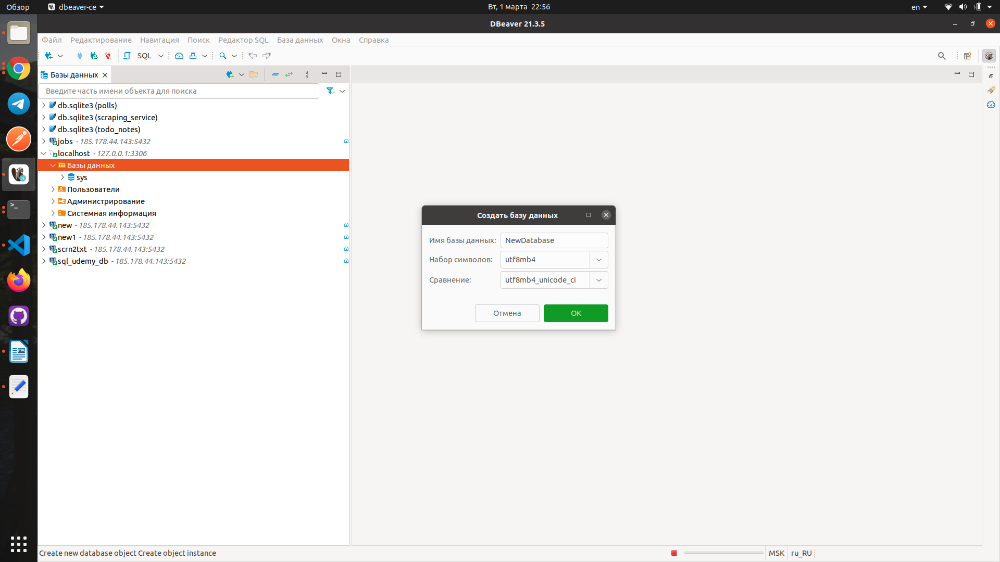 Обзор
dbeaver-ce
Вт, 1 марта 22:56
en
DBeaver 21.3.5
Файл Редактирование Навигация Поиск Редактор SQL База данных Окна Справка
SQL
Базы данных
Введите часть имени объекта для поиска
db.sqlite3 (polls)
db.sqlite3 (scraping_service)
db.sqlite3 (todo_notes)
jobs - 185.178.44.143:5432
localhost - 127.0.0.1:3306
Базы данных
sys
Пользователи
Администрирование
Системная информация
new - 185.178.44.143:5432
new1 - 185.178.44.143:5432
scrn2txt - 185.178.44.143:5432
sql_udemy_db - 185.178.44.143:5432
Создать базу данных
Имя базы данных: NewDatabase
Набор символов: utf8mb4
Сравнение: utf8mb4_unicode_ci
Отмена OK
Create new database object Create object instance
MSK ru_RU